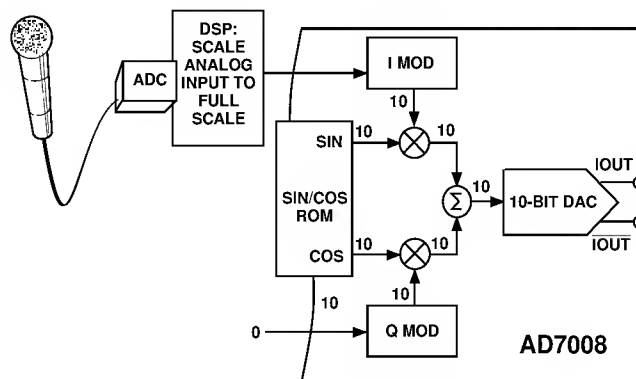 DSP:
SCALE
ANALOG
INPUT TO
FULL
SCALE
ADC
I MOD
10
SIN
10
10
SIN/COS
ROM
Σ
10
10-BIT DAC
IOUT
IOUT
COS
10
10
10
10
0
Q MOD
AD7008